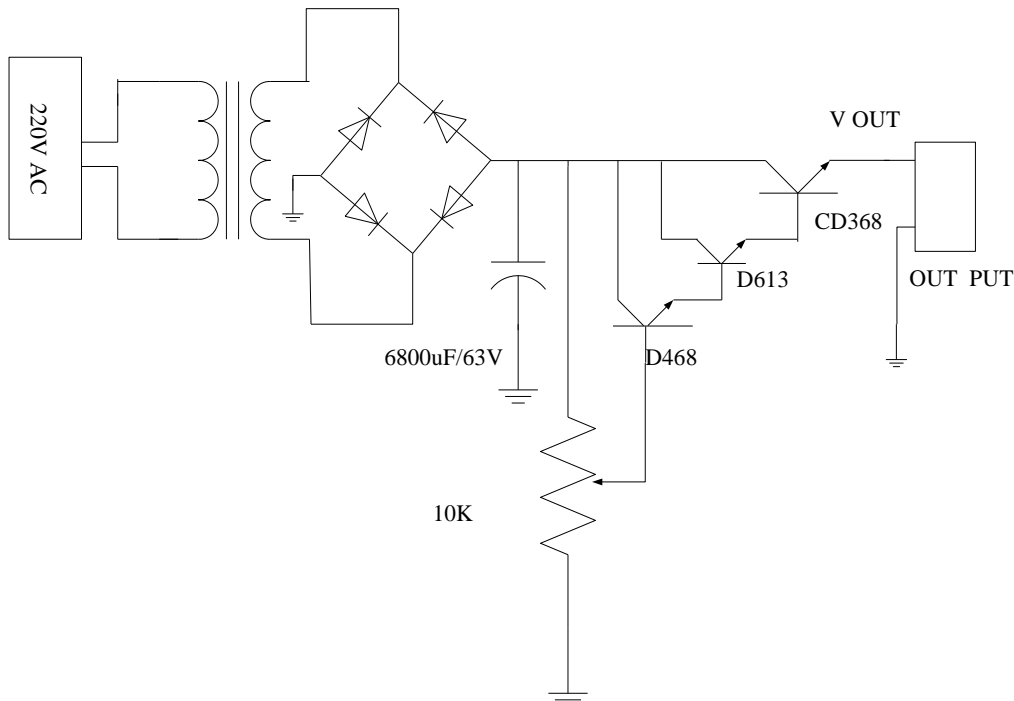 220V AC
V OUT
CD368
D613
OUT PUT
6800uF/63V
D468
10K